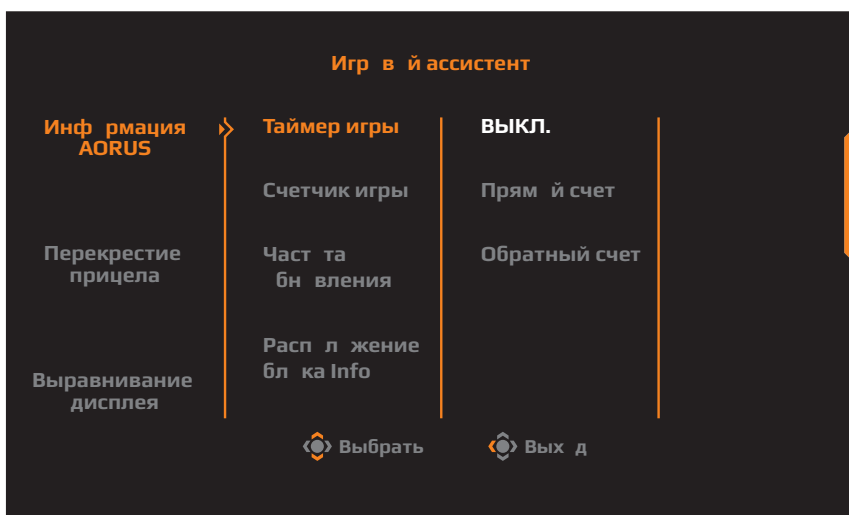 Игр в й ассистент
Инф рмация
AORUS
Таймер игры
ВЫКЛ.
Счетчик игры
Прям й счет
Перекрестие
прицела
Част та
бн вления
Обратный счет
Расп л жение
бл ка Info
Выравнивание
дисплея
Выбрать
Вых д